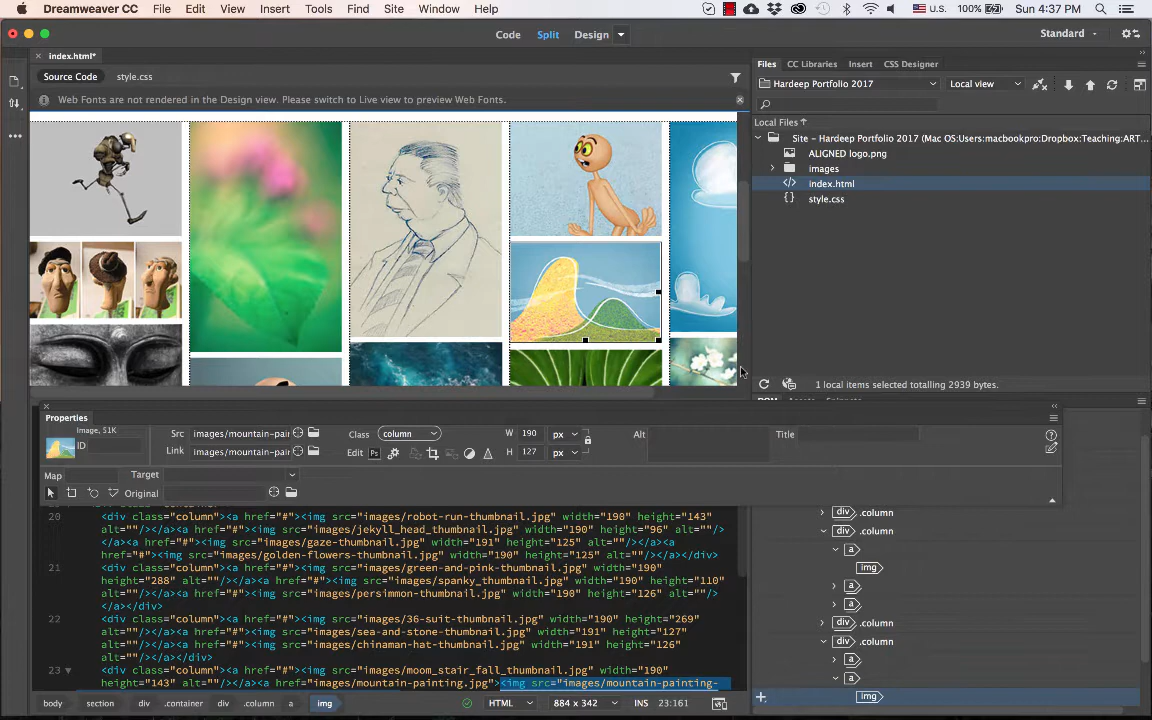 Dreamweaver CC File Edit View Insert Tools Find Site Window Help U.S. 100% Sun 4:37 PM
Code Split Design Standard
index.html*
Source Code style.css
Web Fonts are not rendered in the Design view. Please switch to Live view to preview Web Fonts.
Files CC Libraries Insert CSS Designer
Hardeep Portfolio 2017 Local view
Local Files
Site - Hardeep Portfolio 2017 (Mac OS:Users:macbookpro:Dropbox:Teaching:ART...
ALIGNED logo.png
images
index.html
style.css
1 local items selected totalling 2939 bytes.
DOM Assets Snippets
Properties
Image, 51K
ID
Src images/mountain-pair
Link images/mountain-pair
Class column
Edit Ps
W 190 px
H 127 px
Alt
Title
Map
Target
Original
20 <div class="column"><a href="#"><img src="images/robot-run-thumbnail.jpg" width="190" height="143"
alt=""/></a><a href="#"><img src="images/jekyll_head_thumbnail.jpg" width="190" height="96" alt=""/>
</a><a href="#"><img src="images/gaze-thumbnail.jpg" width="191" height="125" alt=""/></a><a
href="#"><img src="images/golden-flowers-thumbnail.jpg" width="190" height="125" alt=""/></a></div>
21 <div class="column"><a href="#"><img src="images/green-and-pink-thumbnail.jpg" width="190"
height="288" alt=""/></a><a href="#"><img src="images/spanky_thumbnail.jpg" width="190" height="110"
alt=""/></a><a href="#"><img src="images/persimmon-thumbnail.jpg" width="190" height="126" alt=""/>
</a></div>
22 <div class="column"><a href="#"><img src="images/36-suit-thumbnail.jpg" width="190" height="269"
alt=""/></a><a href="#"><img src="images/sea-and-stone-thumbnail.jpg" width="191" height="127"
alt=""/></a><a href="#"><img src="images/chinaman-hat-thumbnail.jpg" width="191" height="126"
alt=""/></a></div>
23 <div class="column"><a href="#"><img src="images/moom_stair_fall_thumbnail.jpg" width="190"
height="143" alt=""/></a><a href="images/mountain-painting.jpg"><img src="images/mountain-painting-
div .column
div .column
a
img
a
a
div .column
div .column
a
a
img
body section div .container div .column a img HTML 884 x 342 INS 23:161